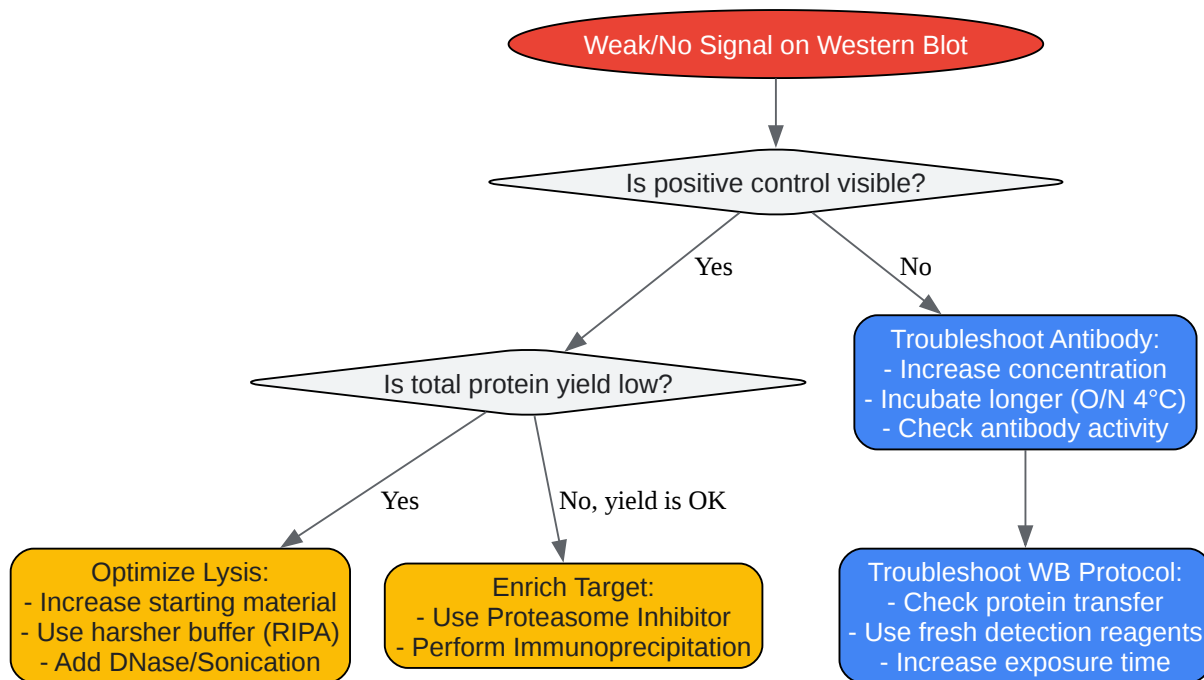 Weak/No Signal on Western Blot
Is positive control visible?
Yes
No
Is total protein yield low?
Troubleshoot Antibody:
- Increase concentration
- Incubate longer (O/N 4°C)
- Check antibody activity
Yes
No, yield is OK
Optimize Lysis:
- Increase starting material
- Use harsher buffer (RIPA)
- Add DNase/Sonication
Enrich Target:
- Use Proteasome Inhibitor
- Perform Immunoprecipitation
Troubleshoot WB Protocol:
- Check protein transfer
- Use fresh detection reagents
- Increase exposure time